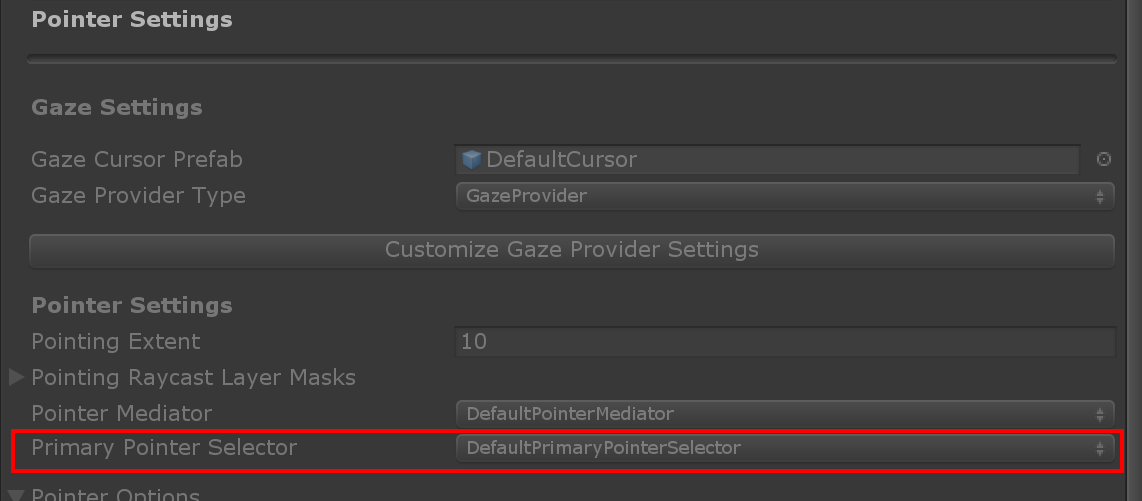 Pointer Settings
Gaze Settings
Gaze Cursor Prefab DefaultCursor
Gaze Provider Type GazeProvider
Customize Gaze Provider Settings
Pointer Settings
Pointing Extent 10
Pointing Raycast Layer Masks
Pointer Mediator DefaultPointerMediator
Primary Pointer Selector DefaultPrimaryPointerSelector
Pointer Options